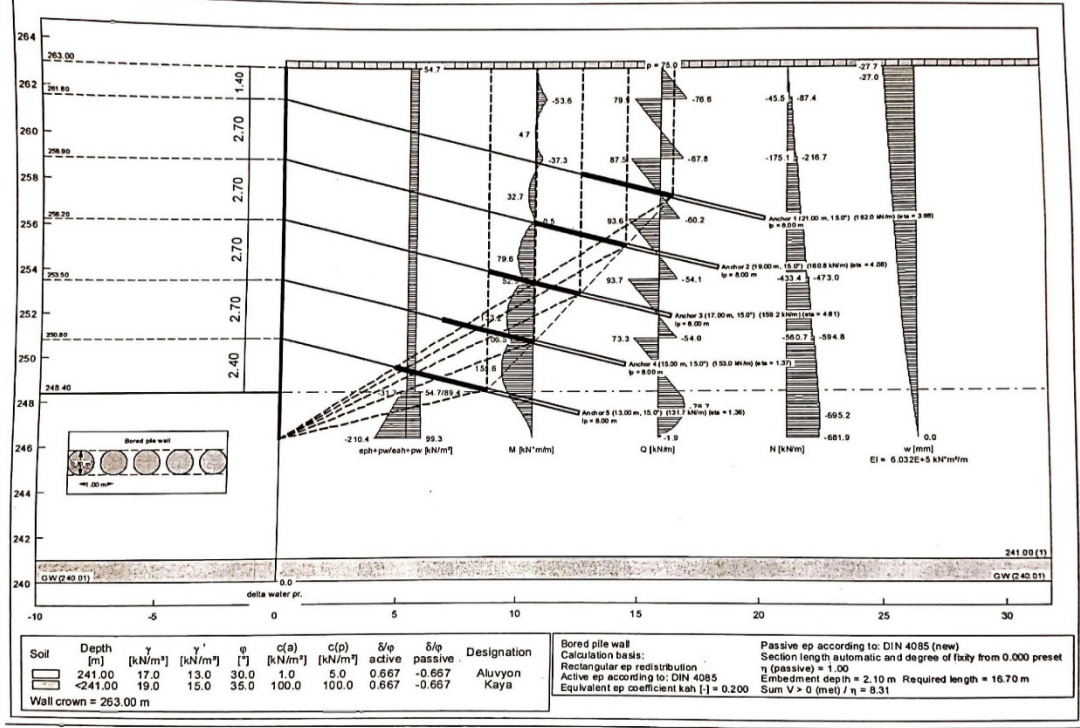 264
263.00
262
261.60
260
258.90
258
256.20
256
254
253.50
252
250.80
250
248.40
246
244
242
240
1.40
2.70
2.70
2.70
2.70
2.40
54.7
p = 75.0
-27.7
-27.0
-53.6
-76.6
-45.5
-87.4
4.7
-37.3
87.5
-67.8
-175.1
-216.7
32.7
93.6
-60.2
Anchor 1 (21.00 m, 15.0°) (162.0 kN/m) (eta = 3.88)
lp = 8.00 m
79.6
93.7
-54.1
-433.4
-473.0
Anchor 2 (19.00 m, 15.0°) (160.8 kN/m) (eta = 4.08)
lp = 8.00 m
73.3
-54.0
-560.7
-594.8
Anchor 3 (17.00 m, 15.0°) (159.2 kN/m) (eta = 4.81)
lp = 8.00 m
Anchor 4 (15.00 m, 15.0°) (153.0 kN/m) (eta = 1.37)
lp = 8.00 m
54.7/89.4
Anchor 5 (13.00 m, 15.0°) (131.7 kN/m) (eta = 1.36)
lp = 8.00 m
-695.2
-210.4
99.3
-1.9
-681.9
0.0
eph+pw/eah+pw [kN/m²]
M [kN*m/m]
Q [kN/m]
N [kN/m]
w [mm]
EI = 6.032E+5 kN*m²/m
Bored pile wall
1.00 m
241.00 (1)
GW (240.01)
GW (240.01)
0.0
delta water pr.
-10
-5
0
5
10
15
20
25
30
Soil Depth [m] γ [kN/m³] γ' [kN/m³] φ [°] c(a) [kN/m²] c(p) [kN/m²] δ/φ active δ/φ passive Designation
241.00 17.0 13.0 30.0 1.0 5.0 0.667 -0.667 Aluvyon
<241.00 19.0 15.0 35.0 100.0 100.0 0.667 -0.667 Kaya
Wall crown = 263.00 m
Bored pile wall
Calculation basis:
Rectangular ep redistribution
Active ep according to: DIN 4085
Equivalent ep coefficient kah [-] = 0.200
Passive ep according to: DIN 4085 (new)
Section length automatic and degree of fixity from 0.000 preset
η (passive) = 1.00
Embedment depth = 2.10 m Required length = 16.70 m
Sum V > 0 (met) / η = 8.31